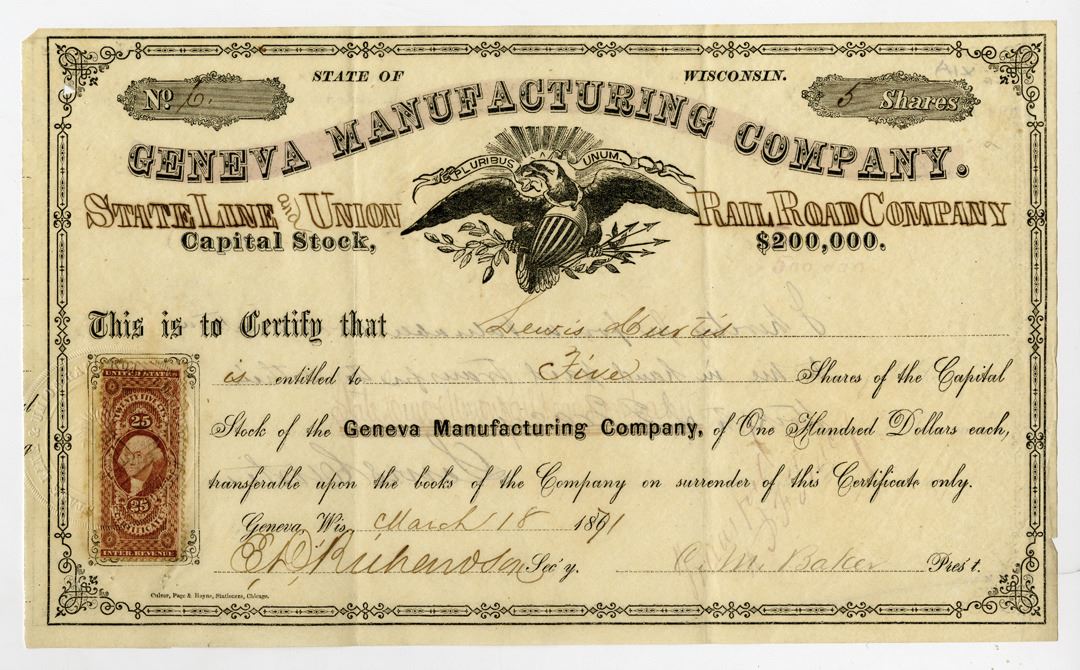 STATE OF WISCONSIN.
No 6.
5 Shares
GENEVA MANUFACTURING COMPANY.
E PLURIBUS UNUM.
STATE LINE and UNION RAIL ROAD COMPANY
Capital Stock, $200,000.
This is to Certify that Lewis Curtis
is entitled to Five Shares of the Capital
Stock of the Geneva Manufacturing Company, of One Hundred Dollars each,
transferable upon the books of the Company on surrender of this Certificate only.
Geneva, Wis. March 18 1871
E. D. Richardson Sec'y. C. M. Baker Pres't.
UNITED STATES
25
25
CERTIFICATE
INTER. REVENUE
Culver, Page & Hoyne, Stationers, Chicago.